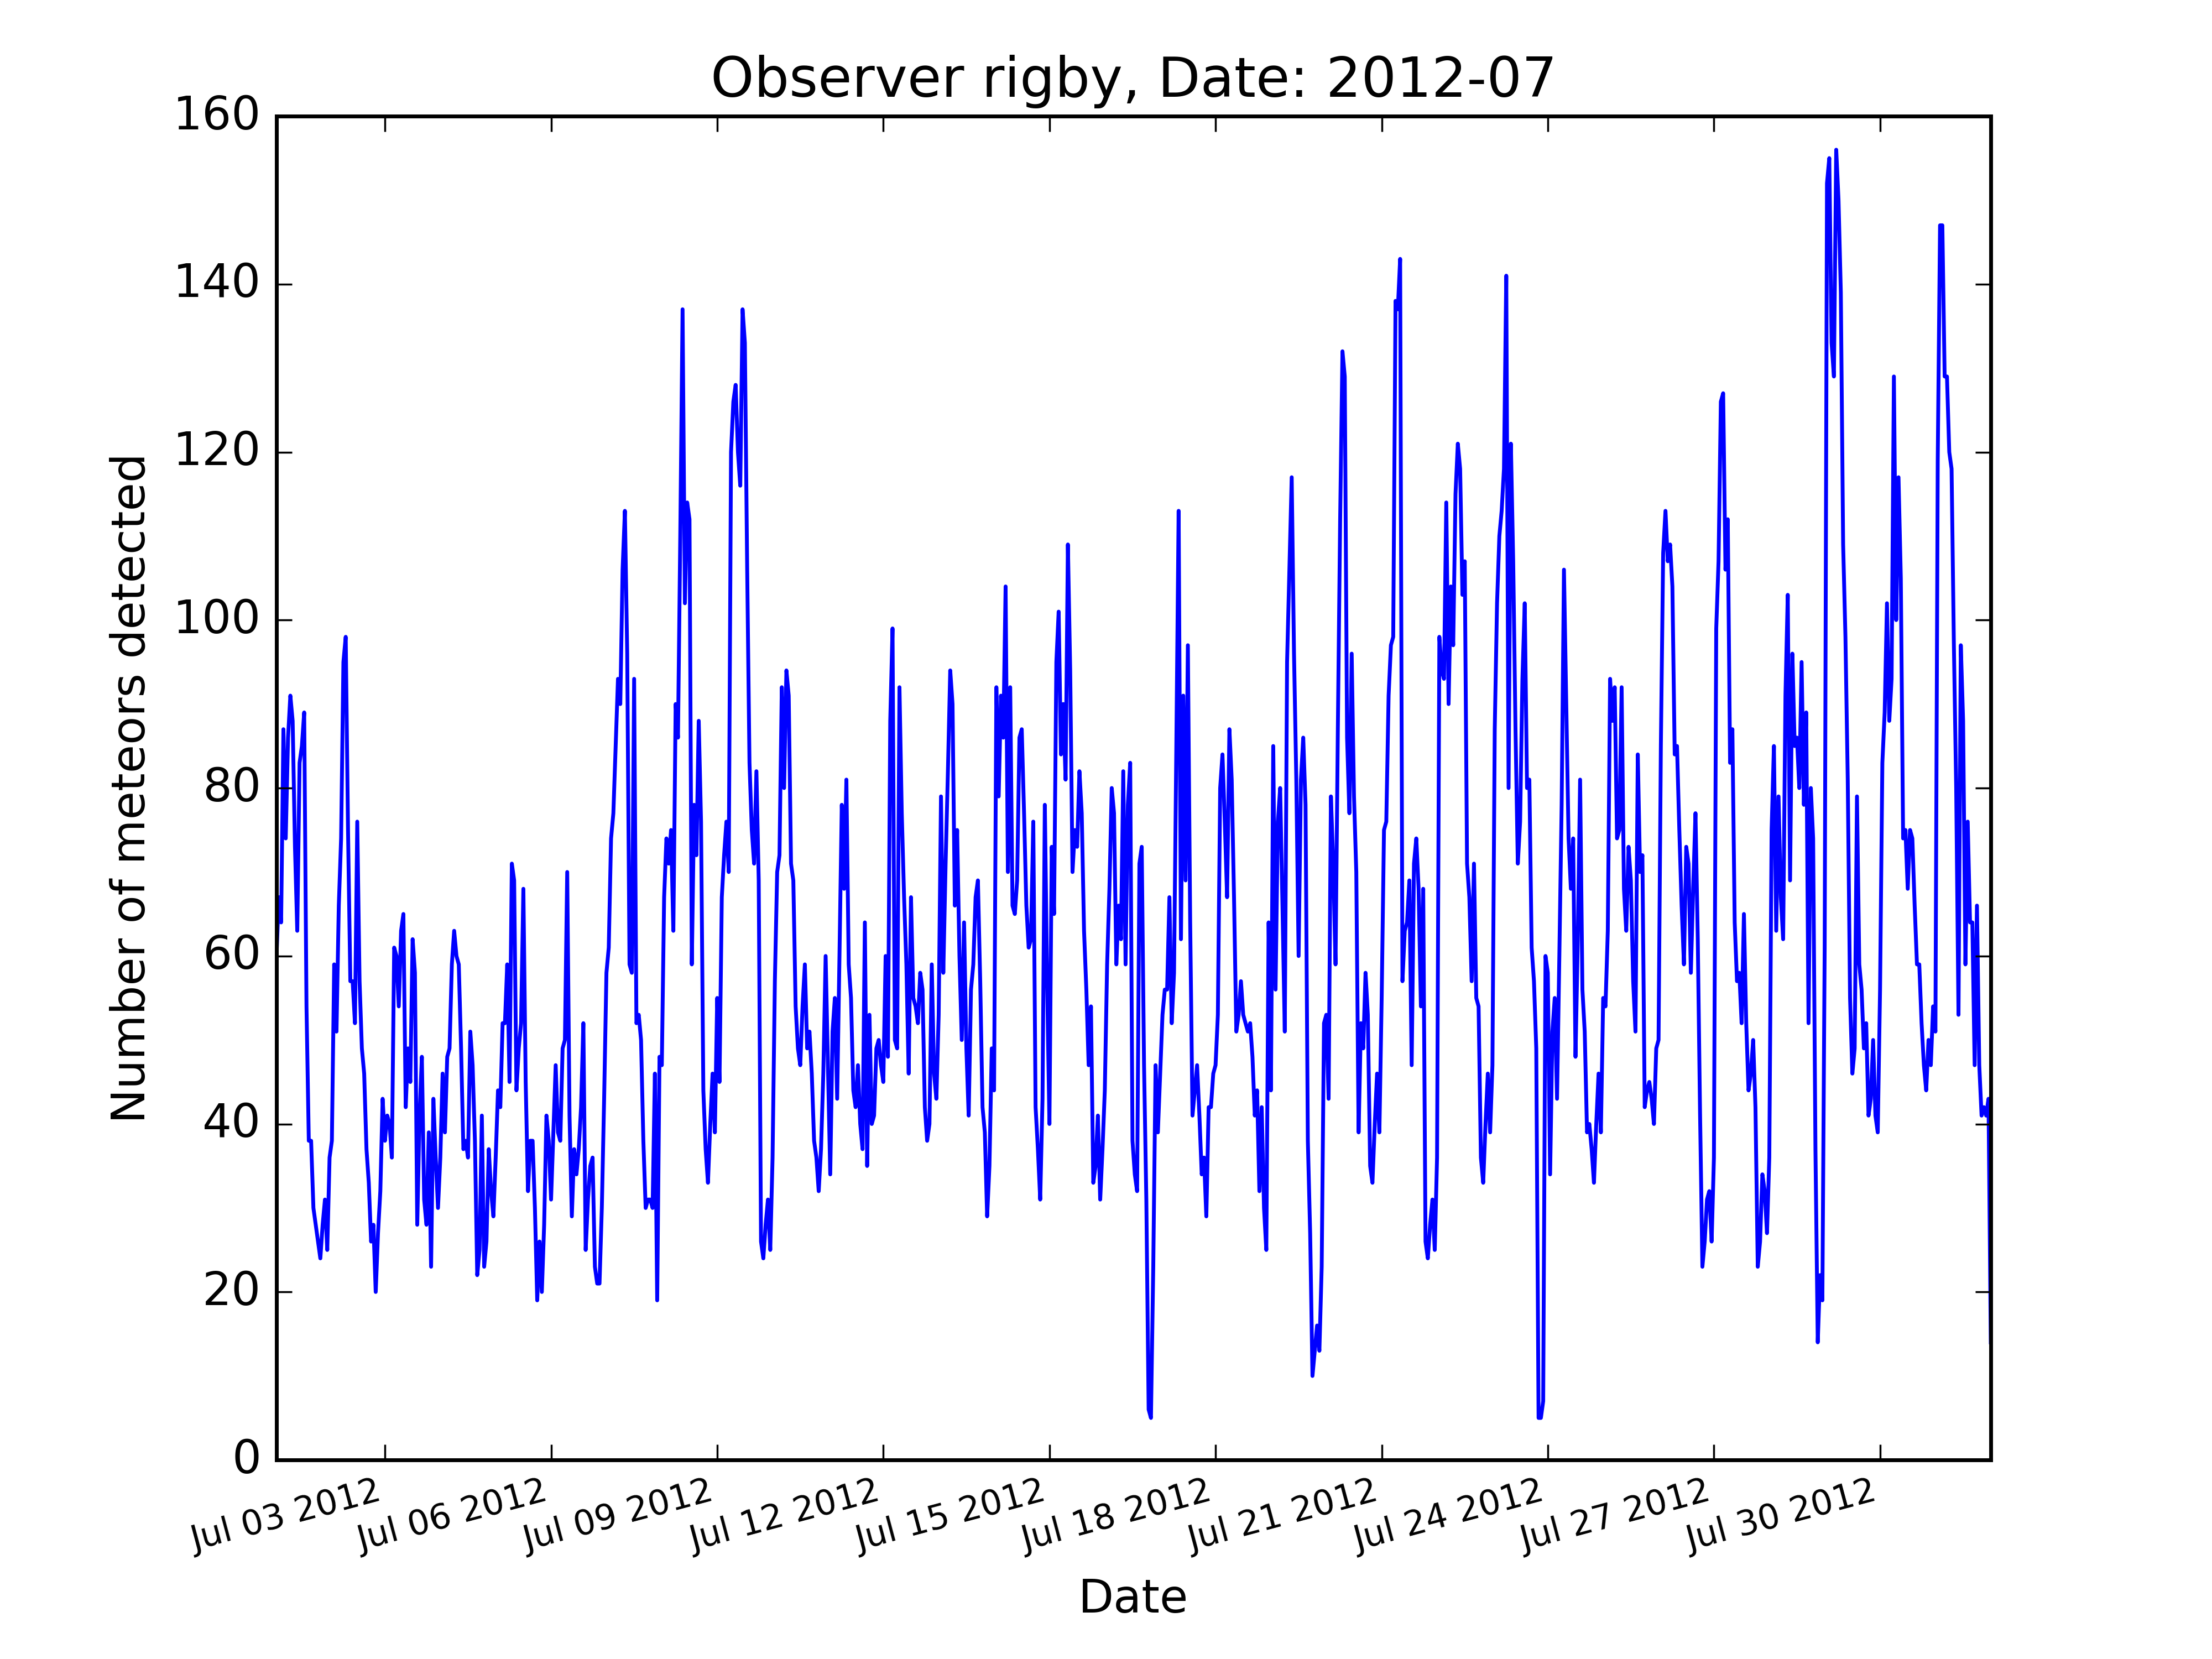 Observer rigby, Date: 2012-07
160
140
120
100
80
60
40
20
0
Number of meteors detected
Jul 03 2012
Jul 06 2012
Jul 09 2012
Jul 12 2012
Jul 15 2012
Jul 18 2012
Jul 21 2012
Jul 24 2012
Jul 27 2012
Jul 30 2012
Date